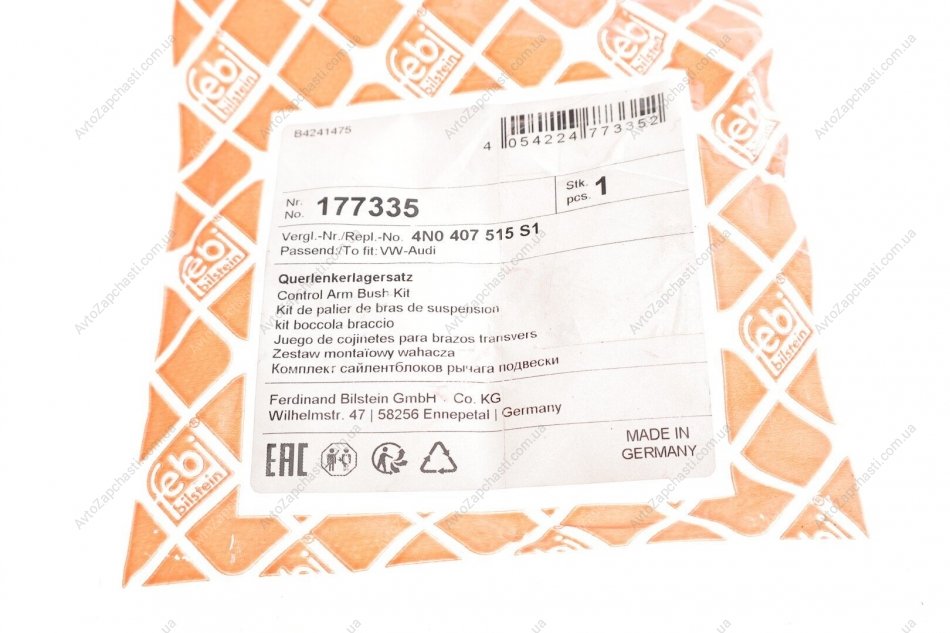 B4241475
4 054224 773352
Nr. No. 177335
Stk. pcs. 1
Vergl.-Nr./Repl.-No. 4N0 407 515 S1
Passend:/To fit: VW-Audi
Querlenkerlagersatz
Control Arm Bush Kit
Kit de palier de bras de suspension
kit boccola braccio
Juego de cojinetes para brazos transvers
Zestaw montażowy wahacza
Комплект сайлентблоков рычага подвески
Ferdinand Bilstein GmbH Co. KG
Wilhelmstr. 47 | 58256 Ennepetal | Germany
EAC
MADE IN
GERMANY
febi
bilstein
AvtoZapchasti.com.ua